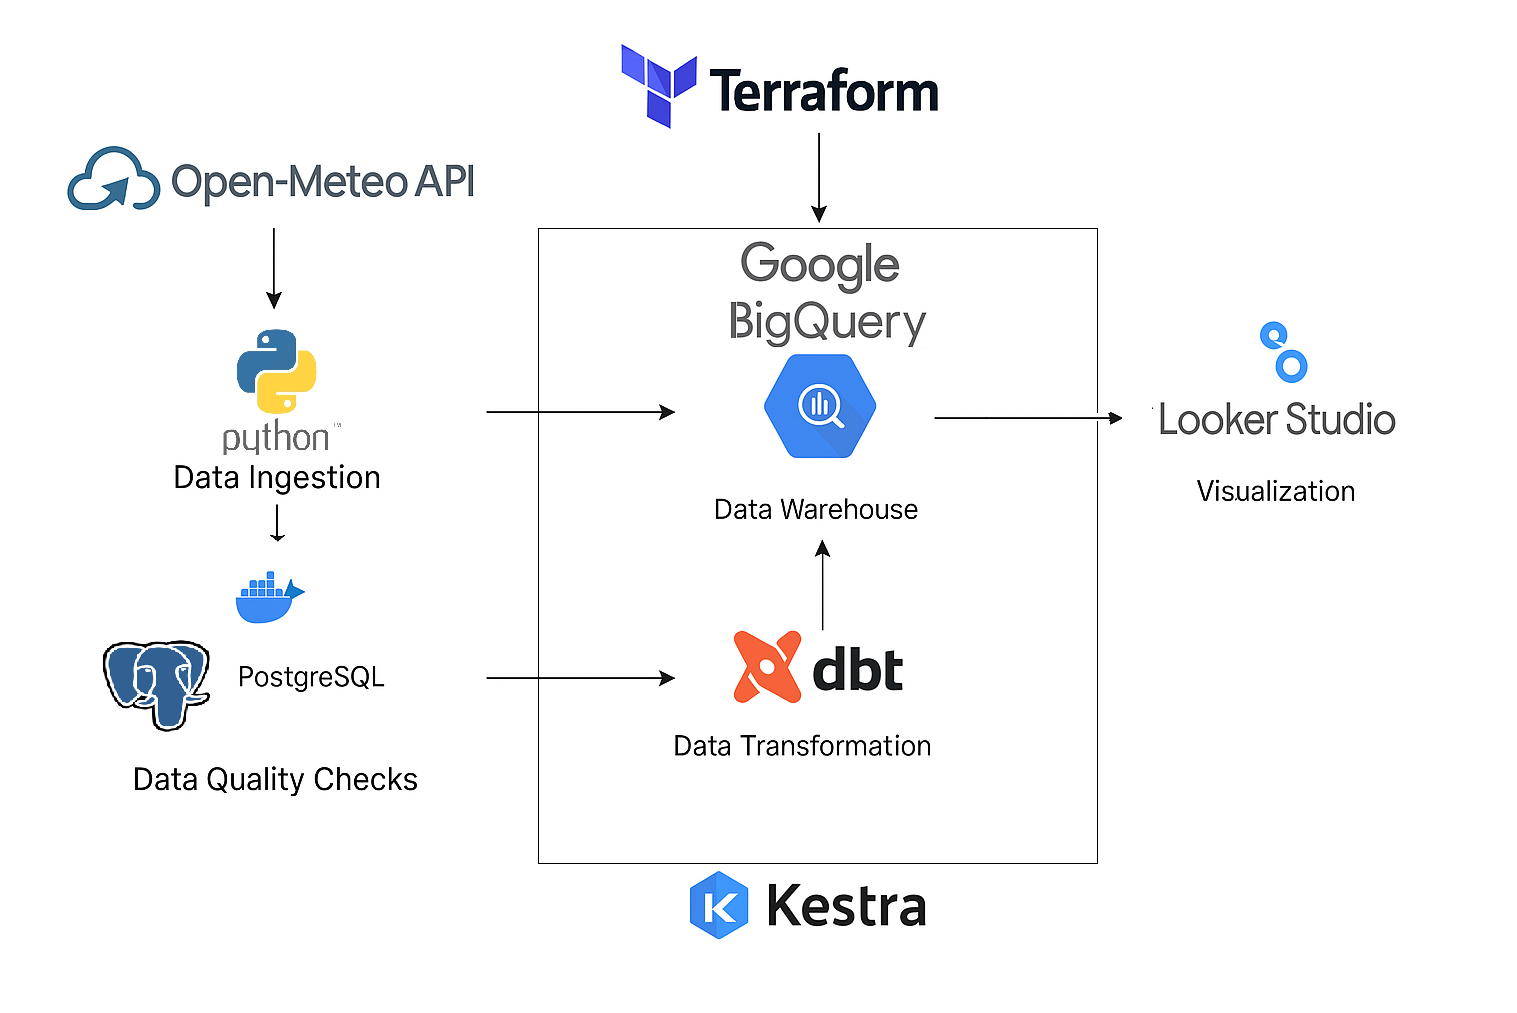 Terraform
Open-Meteo API
Google
BigQuery
python™
Data Ingestion
Looker Studio
Visualization
Data Warehouse
PostgreSQL
dbt
Data Transformation
Data Quality Checks
K Kestra